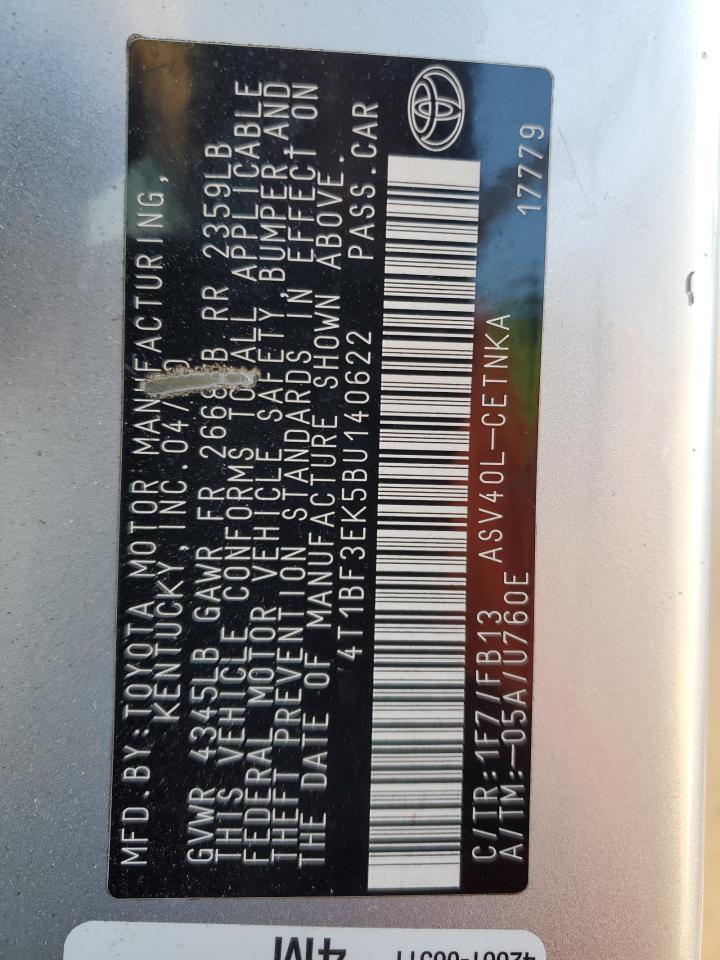 MFD.BY:TOYOTA MOTOR MANUFACTURING,
KENTUCKY, INC. 04/
GVWR 4345LB GAWR FR 2668LB RR 2359LB
THIS VEHICLE CONFORMS TO ALL APPLICABLE
FEDERAL MOTOR VEHICLE SAFETY, BUMPER, AND
THEFT PREVENTION STANDARDS IN EFFECT ON
THE DATE OF MANUFACTURE SHOWN ABOVE.
4T1BF3EK5BU140622 PASS.CAR
C/TR:1F7/FB13 ASV40L-CETNKA
A/TM:-05A/U760E 17779
4M